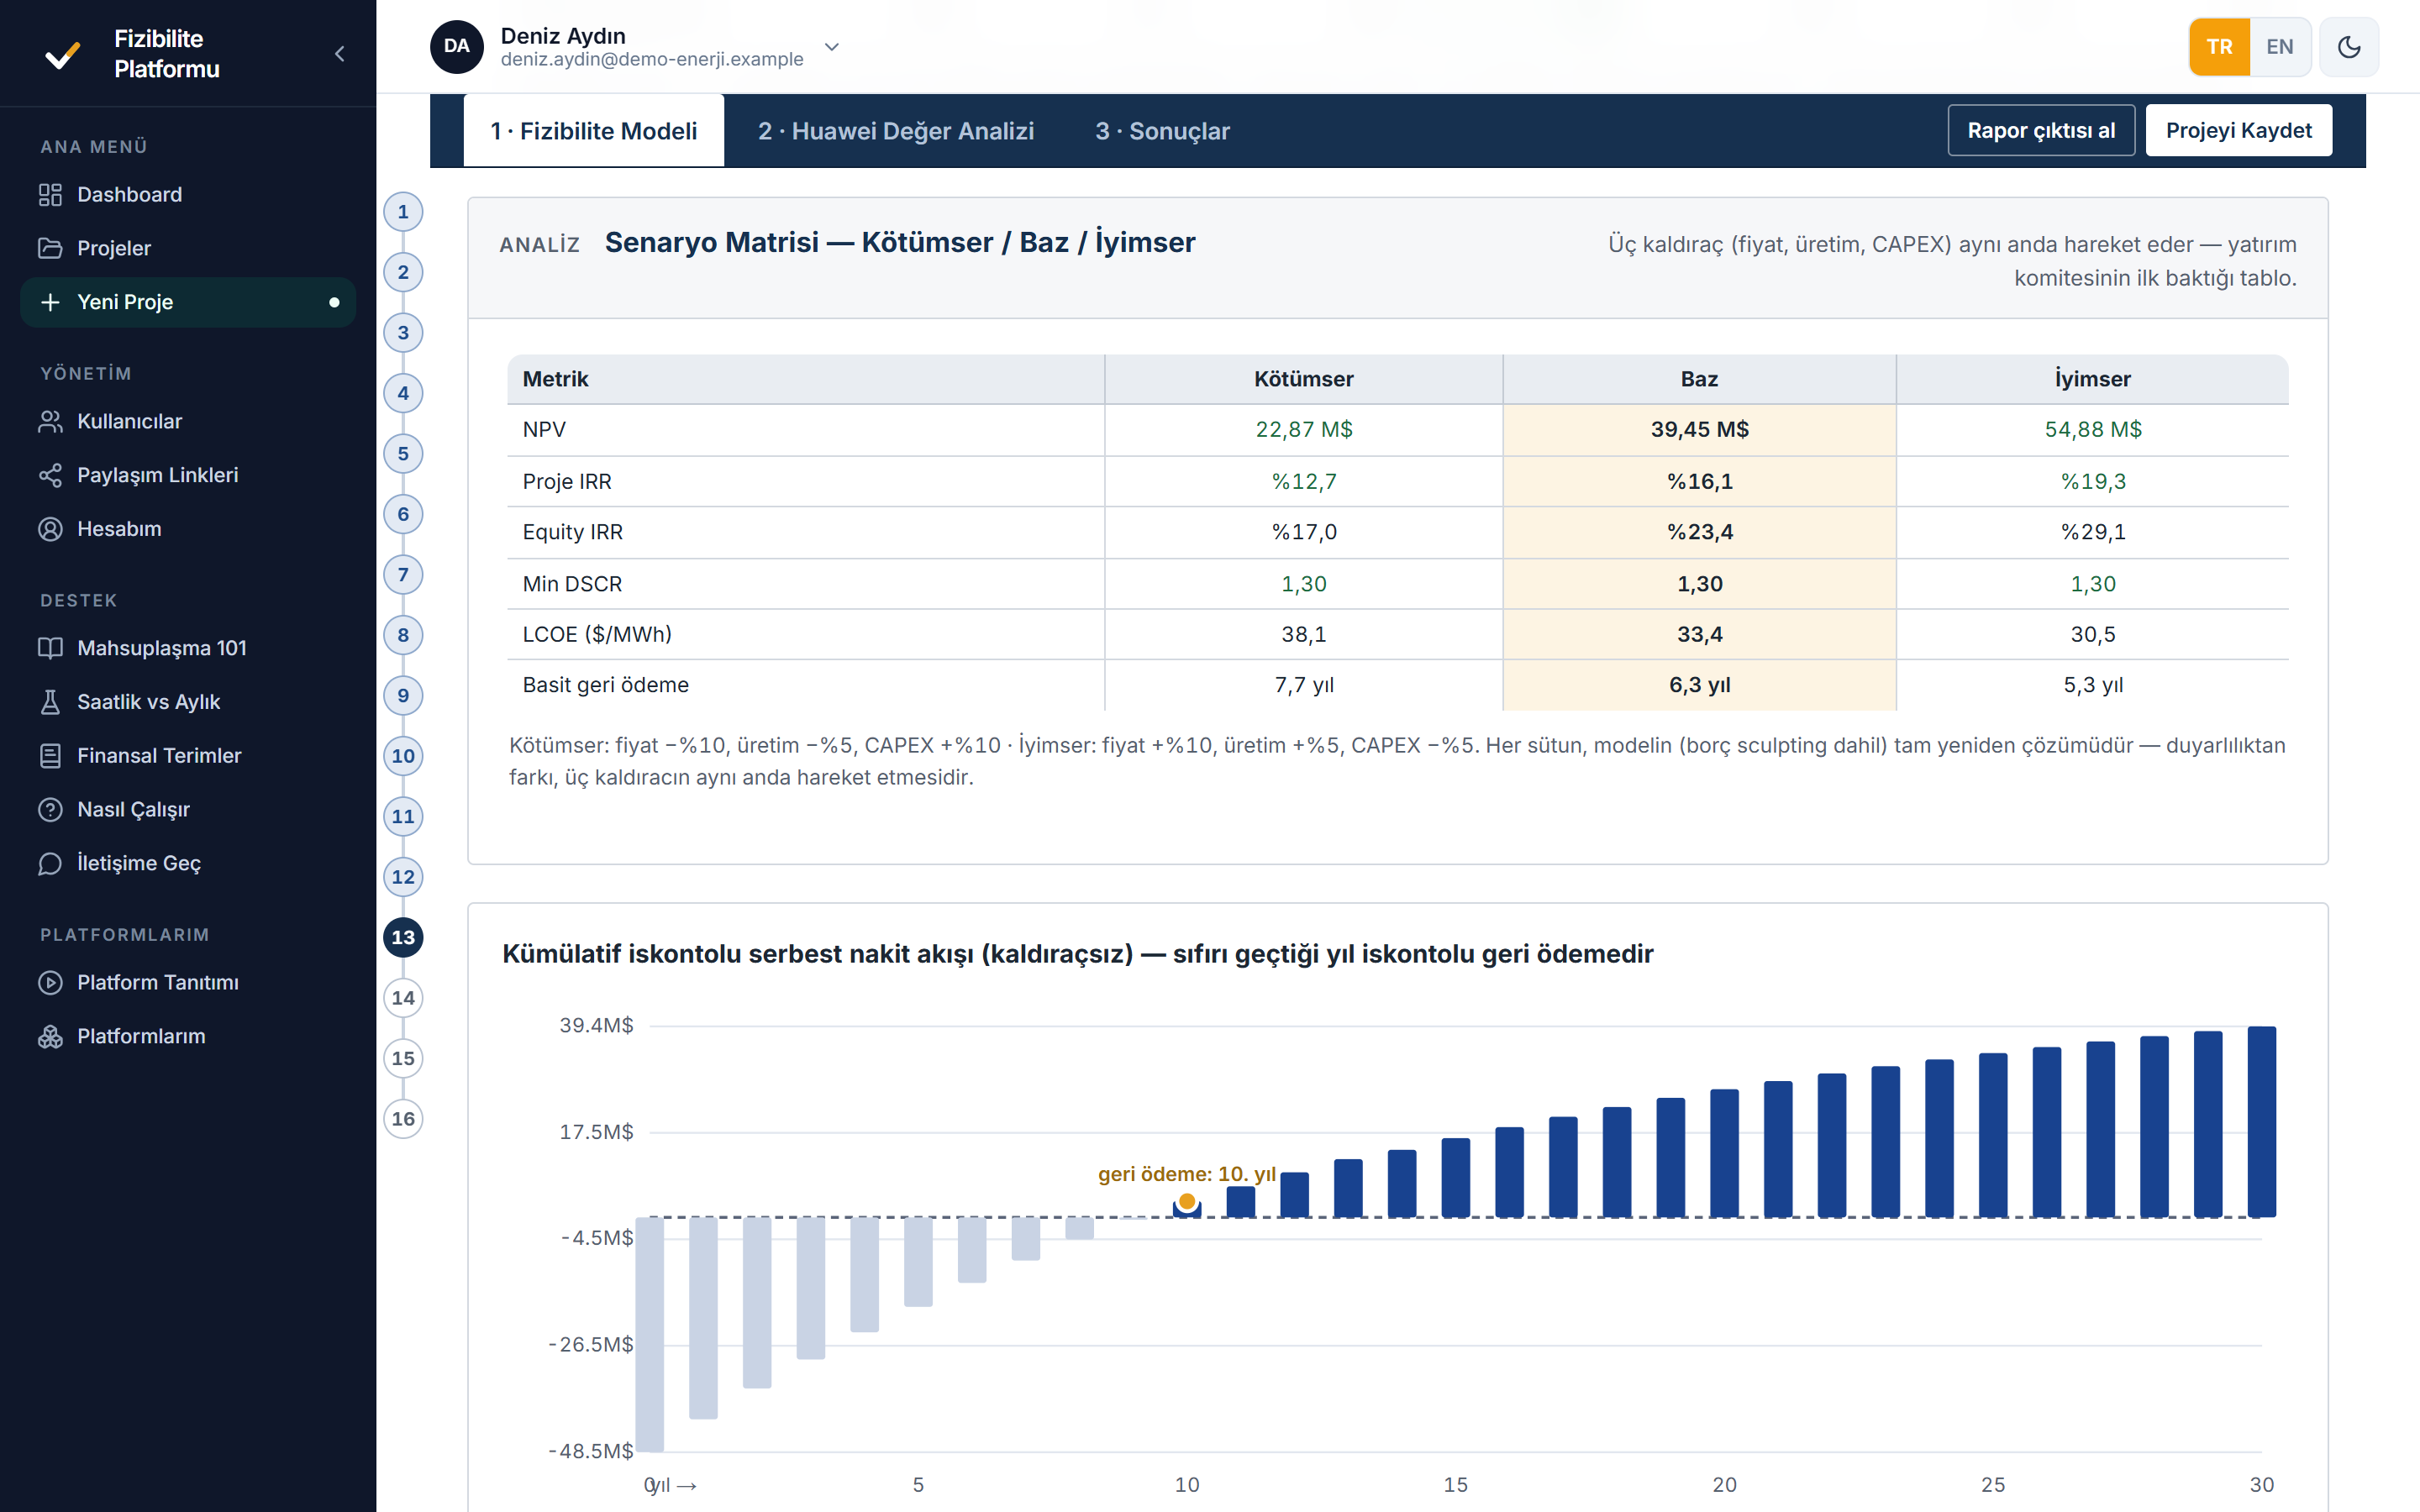 Fizibilite
Platformu
ANA MENÜ
Dashboard
Projeler
Yeni Proje
YÖNETİM
Kullanıcılar
Paylaşım Linkleri
Hesabım
DESTEK
Mahsuplaşma 101
Saatlik vs Aylık
Finansal Terimler
Nasıl Çalışır
İletişime Geç
PLATFORMLARIM
Platform Tanıtımı
Platformlarım
DA
Deniz Aydın
deniz.aydin@demo-enerji.example
TR
EN
1 · Fizibilite Modeli
2 · Huawei Değer Analizi
3 · Sonuçlar
Rapor çıktısı al
Projeyi Kaydet
1
2
3
4
5
6
7
8
9
10
11
12
13
14
15
16
ANALİZ Senaryo Matrisi — Kötümser / Baz / İyimser
Üç kaldıraç (fiyat, üretim, CAPEX) aynı anda hareket eder — yatırım
komitesinin ilk baktığı tablo.
Metrik Kötümser Baz İyimser
NPV 22,87 M$ 39,45 M$ 54,88 M$
Proje IRR %12,7 %16,1 %19,3
Equity IRR %17,0 %23,4 %29,1
Min DSCR 1,30 1,30 1,30
LCOE ($/MWh) 38,1 33,4 30,5
Basit geri ödeme 7,7 yıl 6,3 yıl 5,3 yıl
Kötümser: fiyat −%10, üretim −%5, CAPEX +%10 · İyimser: fiyat +%10, üretim +%5, CAPEX −%5. Her sütun, modelin (borç sculpting dahil) tam yeniden çözümüdür — duyarlılıktan
farkı, üç kaldıracın aynı anda hareket etmesidir.
Kümülatif iskontolu serbest nakit akışı (kaldıraçsız) — sıfırı geçtiği yıl iskontolu geri ödemedir
39.4M$
17.5M$
geri ödeme: 10. yıl
-4.5M$
-26.5M$
-48.5M$
0 yıl → 5 10 15 20 25 30